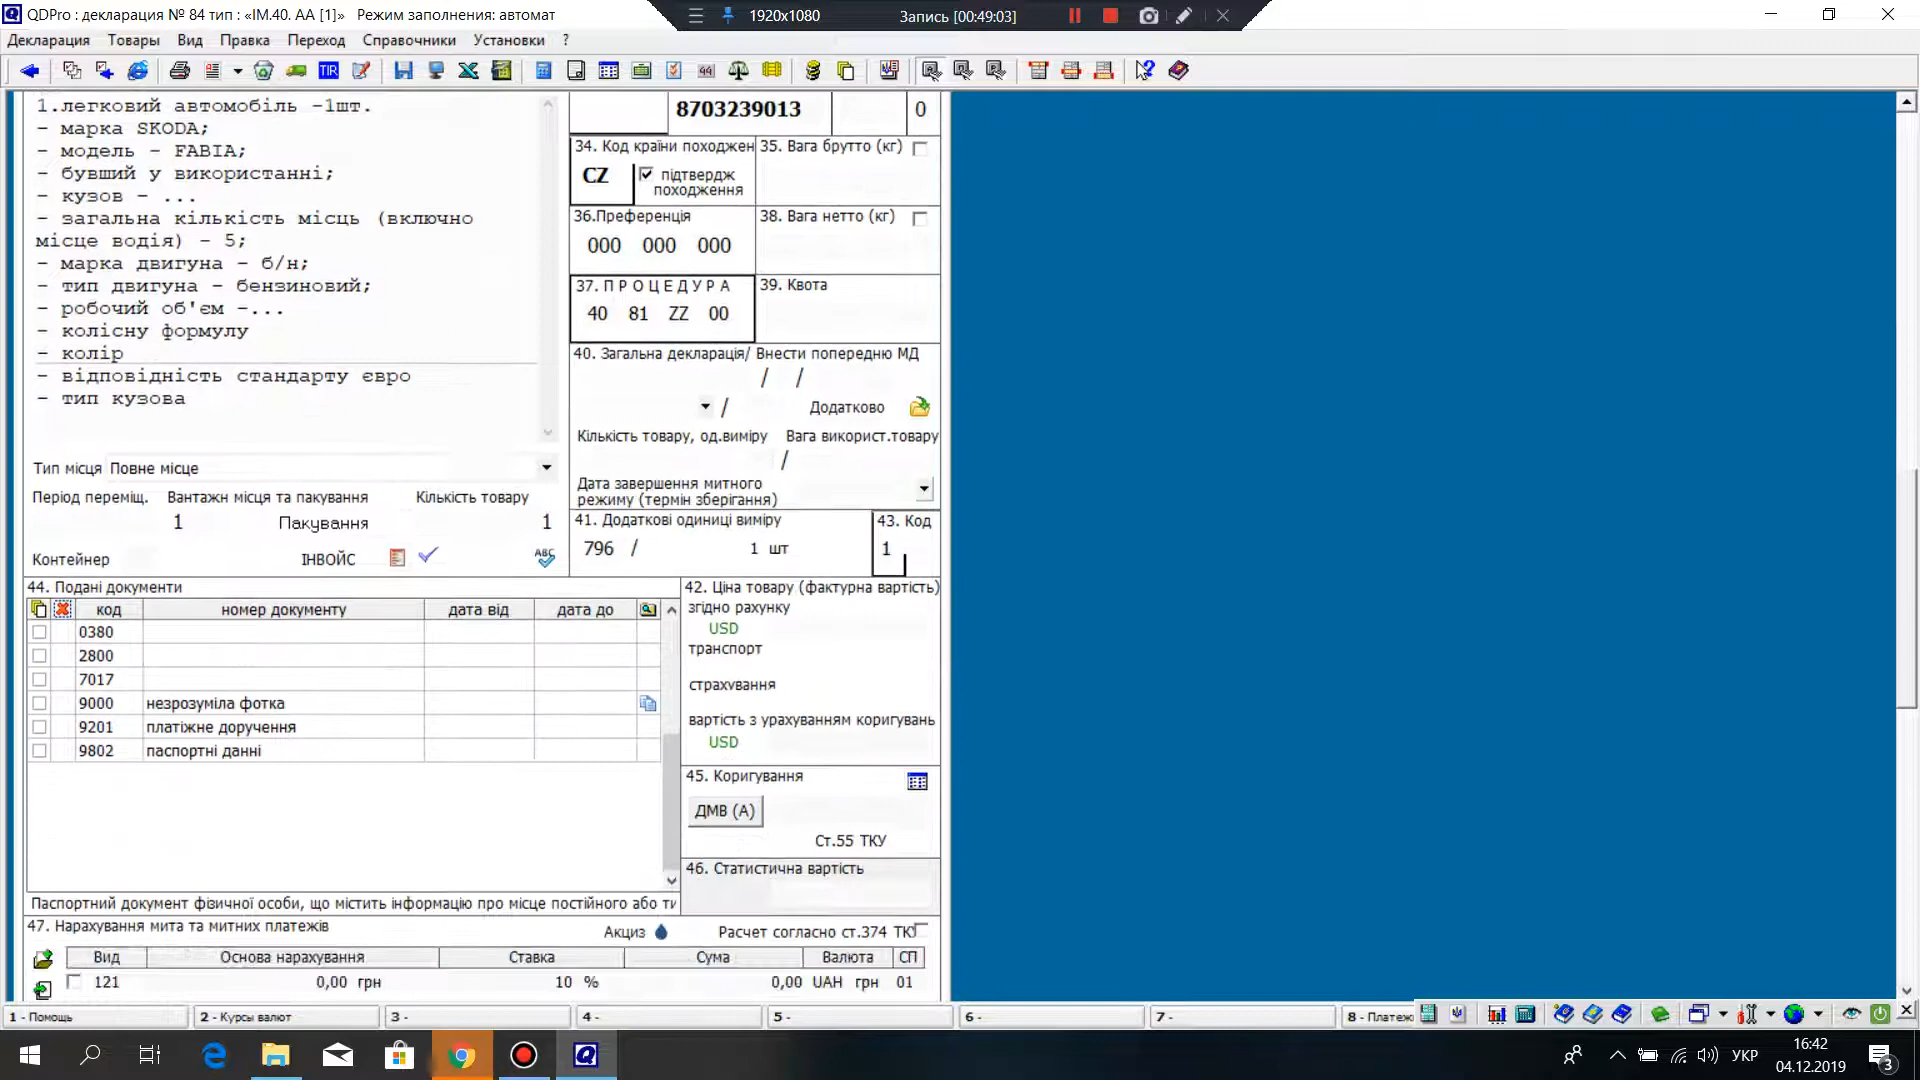 QDPro : декларация № 84 тип : «ІМ.40. АА [1]» Режим заполнения: автомат
1920x1080 Запись [00:49:03]
Декларация Товары Вид Правка Переход Справочники Установки ?
TIR
1.легковий автомобіль -1шт.
- марка SKODA;
- модель - FABIA;
- бувший у використанні;
- кузов - ...
- загальна кількість місць (включно
місце водія) - 5;
- марка двигуна - б/н;
- тип двигуна - бензиновий;
- робочий об'єм -...
- колісну формулу
- колір
- відповідність стандарту євро
- тип кузова
8703239013 0
34. Код країни походжен 35. Вага брутто (кг)
CZ підтвердж
походження
36.Преференція 38. Вага нетто (кг)
000 000 000
37. П Р О Ц Е Д У Р А 39. Квота
40 81 ZZ 00
40. Загальна декларація/ Внести попередню МД
/ /
/ Додатково
Кількість товару, од.виміру Вага використ.товару
/
Дата завершення митного
режиму (термін зберігання)
41. Додаткові одиниці виміру 43. Код
796 / 1 шт 1
Тип місця Повне місце
Період переміщ. Вантажн місця та пакування Кількість товару
1 Пакування 1
Контейнер ІНВОЙС ABC
44. Подані документи
код номер документу дата від дата до
0380
2800
7017
9000 незрозуміла фотка
9201 платіжне доручення
9802 паспортні данні
Паспортний документ фізичної особи, що містить інформацію про місце постійного або ти
42. Ціна товару (фактурна вартість)
згідно рахунку
USD
транспорт
страхування
вартість з урахуванням коригувань
USD
45. Коригування
ДМВ (А)
Ст.55 ТКУ
46. Статистична вартість
47. Нарахування мита та митних платежів Акциз Расчет согласно ст.374 ТК
Вид Основа нарахування Ставка Сума Валюта СП
121 0,00 грн 10 % 0,00 UAH грн 01
1 - Помощь 2 - Курсы валют 3 - 4 - 5 - 6 - 7 - 8 - Платежо
УКР 16:42
04.12.2019 3